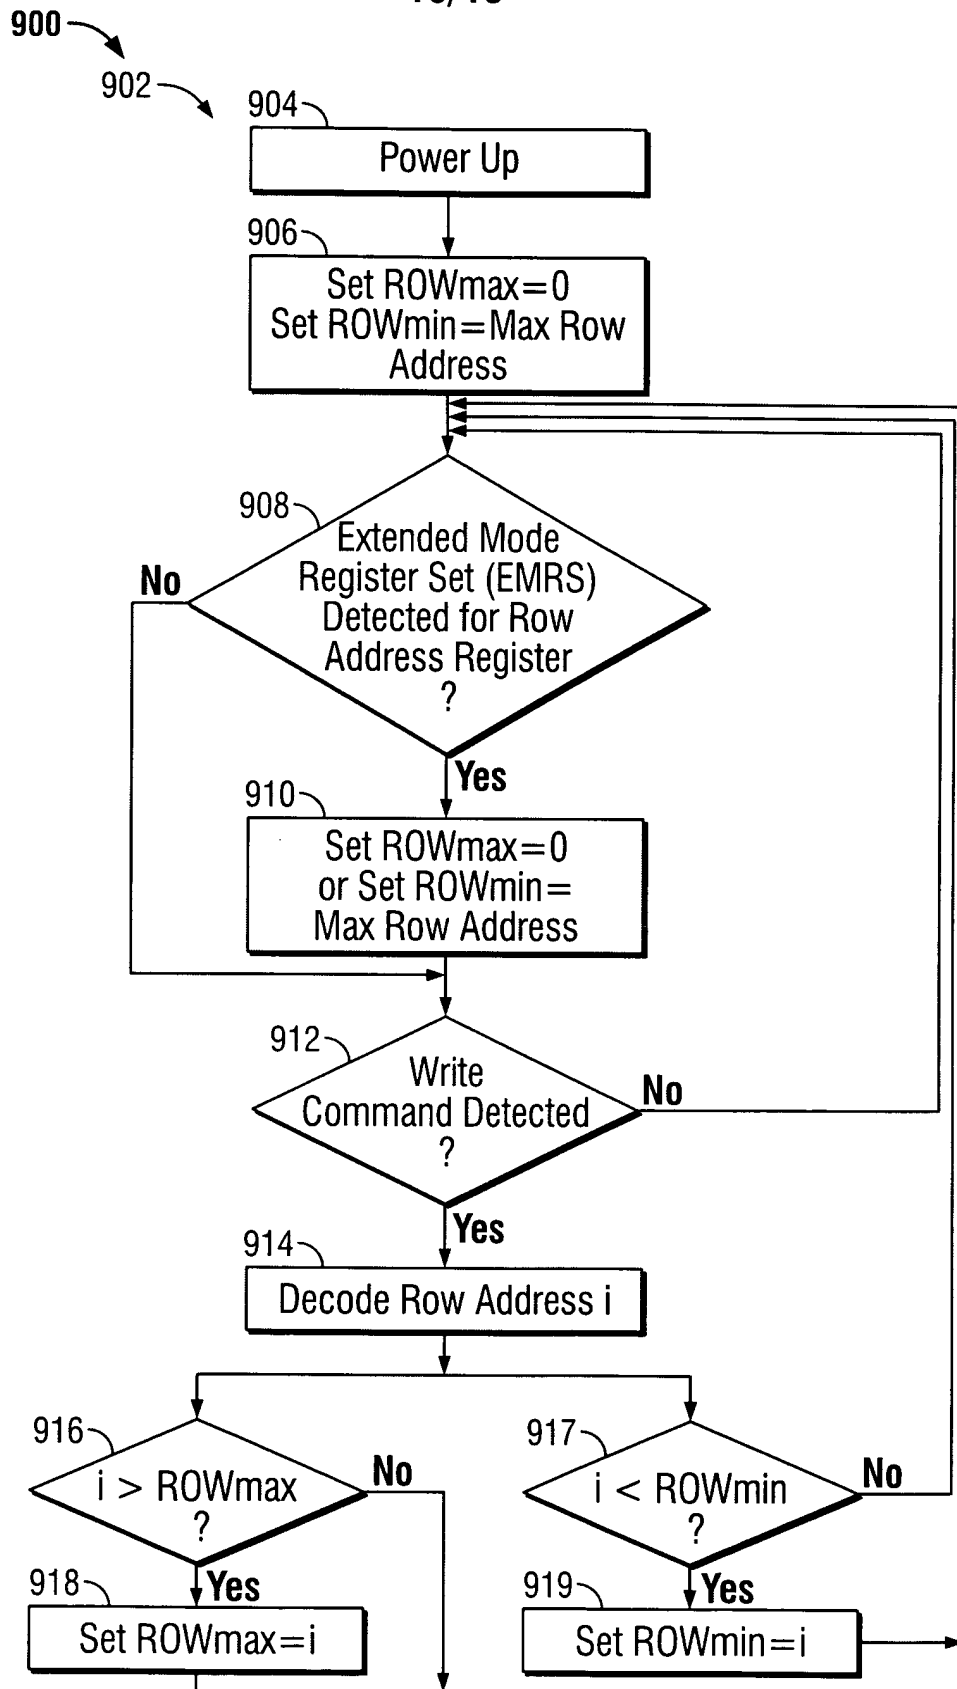 900
902
904
Power Up
906
Set ROWmax=0
Set ROWmin=Max Row
Address
908
Extended Mode
Register Set (EMRS)
Detected for Row
Address Register
?
No
Yes
910
Set ROWmax=0
or Set ROWmin=
Max Row Address
912
Write
Command Detected
?
No
Yes
914
Decode Row Address i
916
i > ROWmax
?
No
Yes
917
i < ROWmin
?
No
Yes
918
Set ROWmax=i
919
Set ROWmin=i